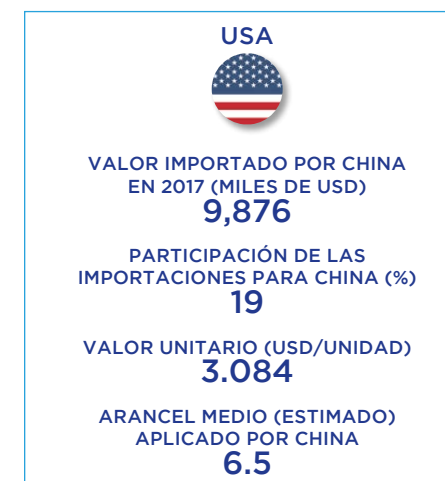 USA
VALOR IMPORTADO POR CHINA
EN 2017 (MILES DE USD)
9,876
PARTICIPACIÓN DE LAS
IMPORTACIONES PARA CHINA (%)
19
VALOR UNITARIO (USD/UNIDAD)
3.084
ARANCEL MEDIO (ESTIMADO)
APLICADO POR CHINA
6.5